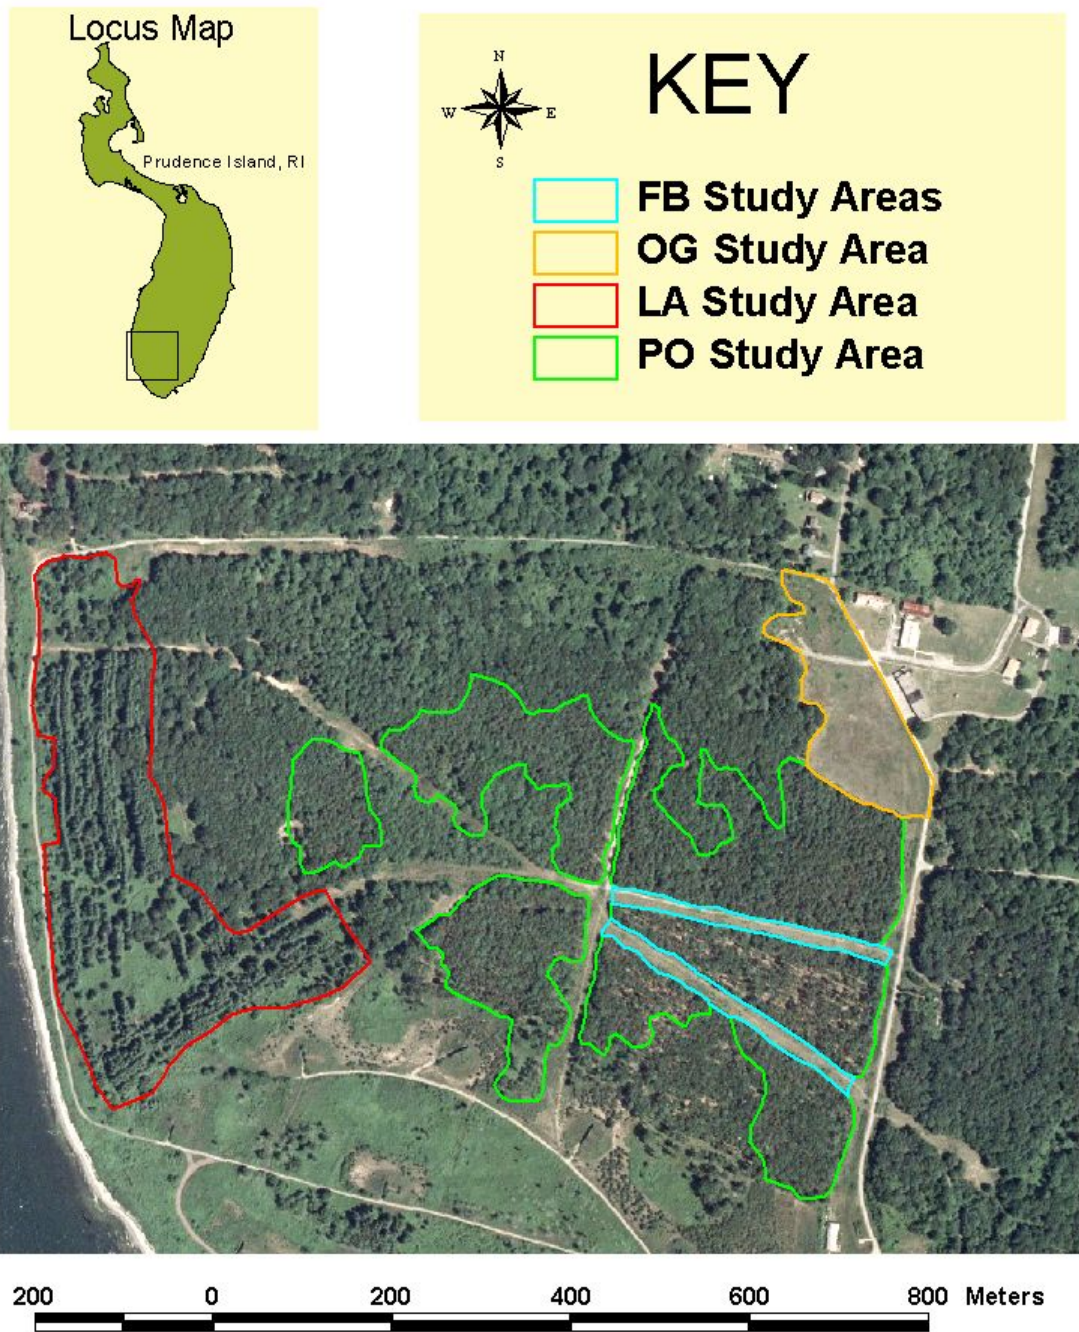 Locus Map
Prudence Island, RI
KEY
N
W E
S
FB Study Areas
OG Study Area
LA Study Area
PO Study Area
200 0 200 400 600 800 Meters